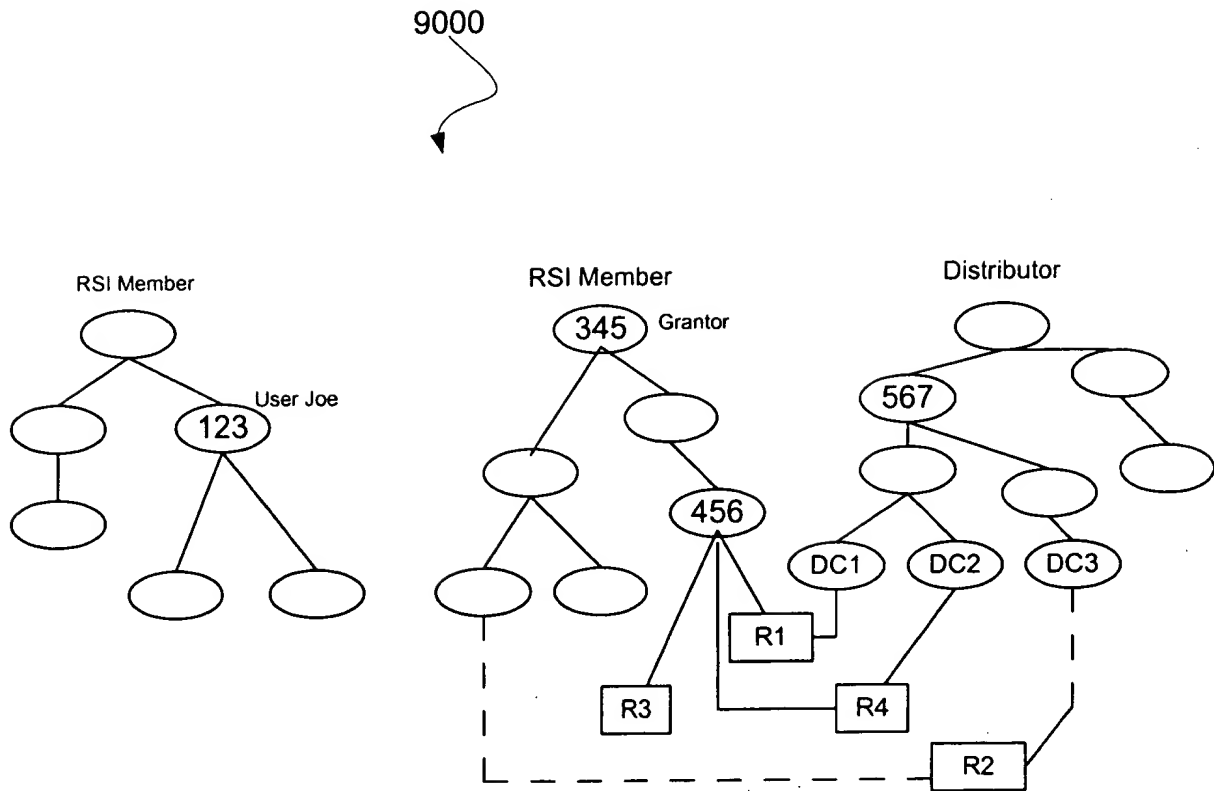 9000
RSI Member
RSI Member
Distributor
345
Grantor
567
User Joe
123
456
DC1
DC2
DC3
R1
R3
R4
R2